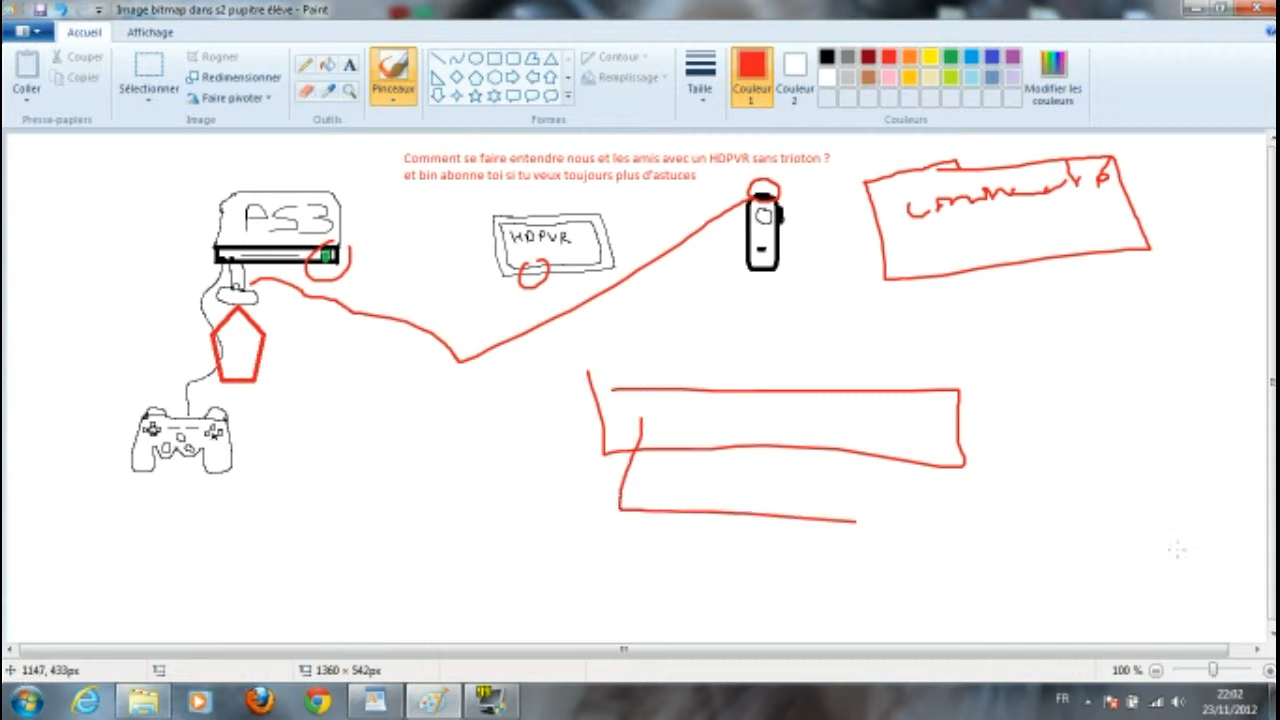 Image bitmap dans s2 pupitre élève - Paint
Accueil
Affichage
Coller
Couper
Copier
Presse-papiers
Sélectionner
Rogner
Redimensionner
Faire pivoter
Image
Outils
Pinceaux
Contour
Remplissage
Formes
Taille
Couleur
1
Couleur
2
Modifier les
couleurs
Couleurs
Comment se faire entendre nous et les amis avec un HDPVR sans trioton ?
et bin abonne toi si tu veux toujours plus d'astuces
PS3
HDPVR
1147, 433px
1360 × 542px
100 %
FR
22:02
23/11/2012